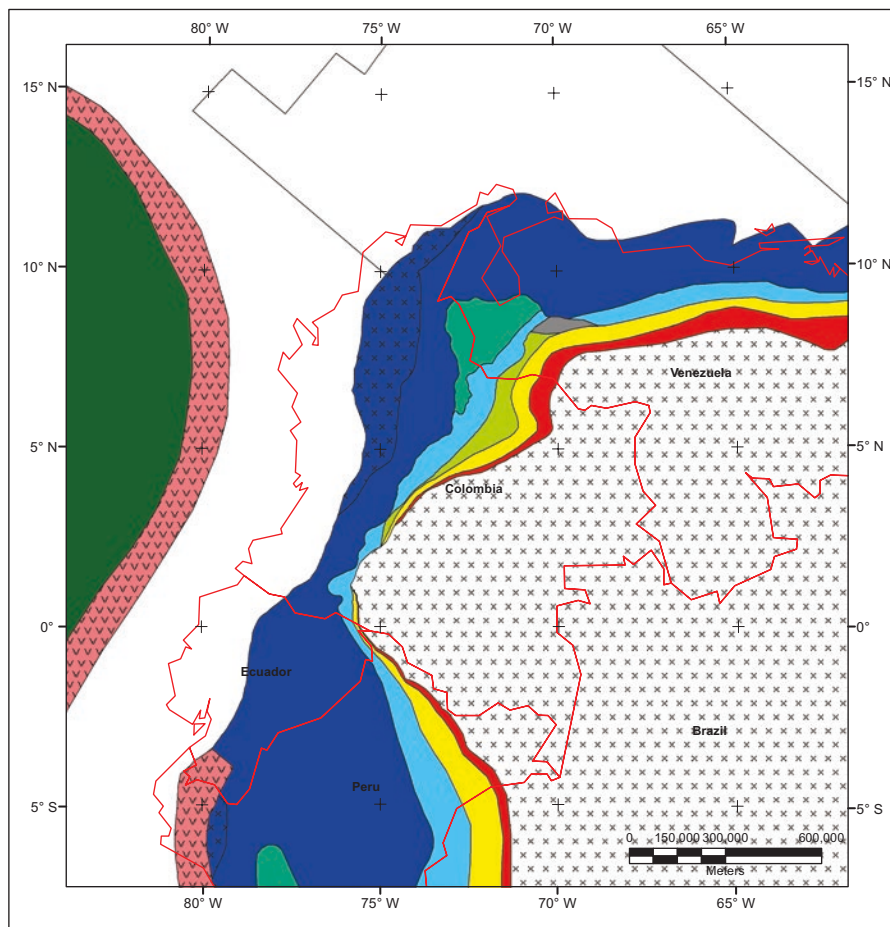 80° W 75° W 70° W 65° W
15° N 15° N
10° N 10° N
Venezuela
5° N 5° N
Colombia
0° 0°
Ecuador
Brazil
Peru
5° S 5° S
0 150,000 300,000 600,000
Meters
80° W 75° W 70° W 65° W